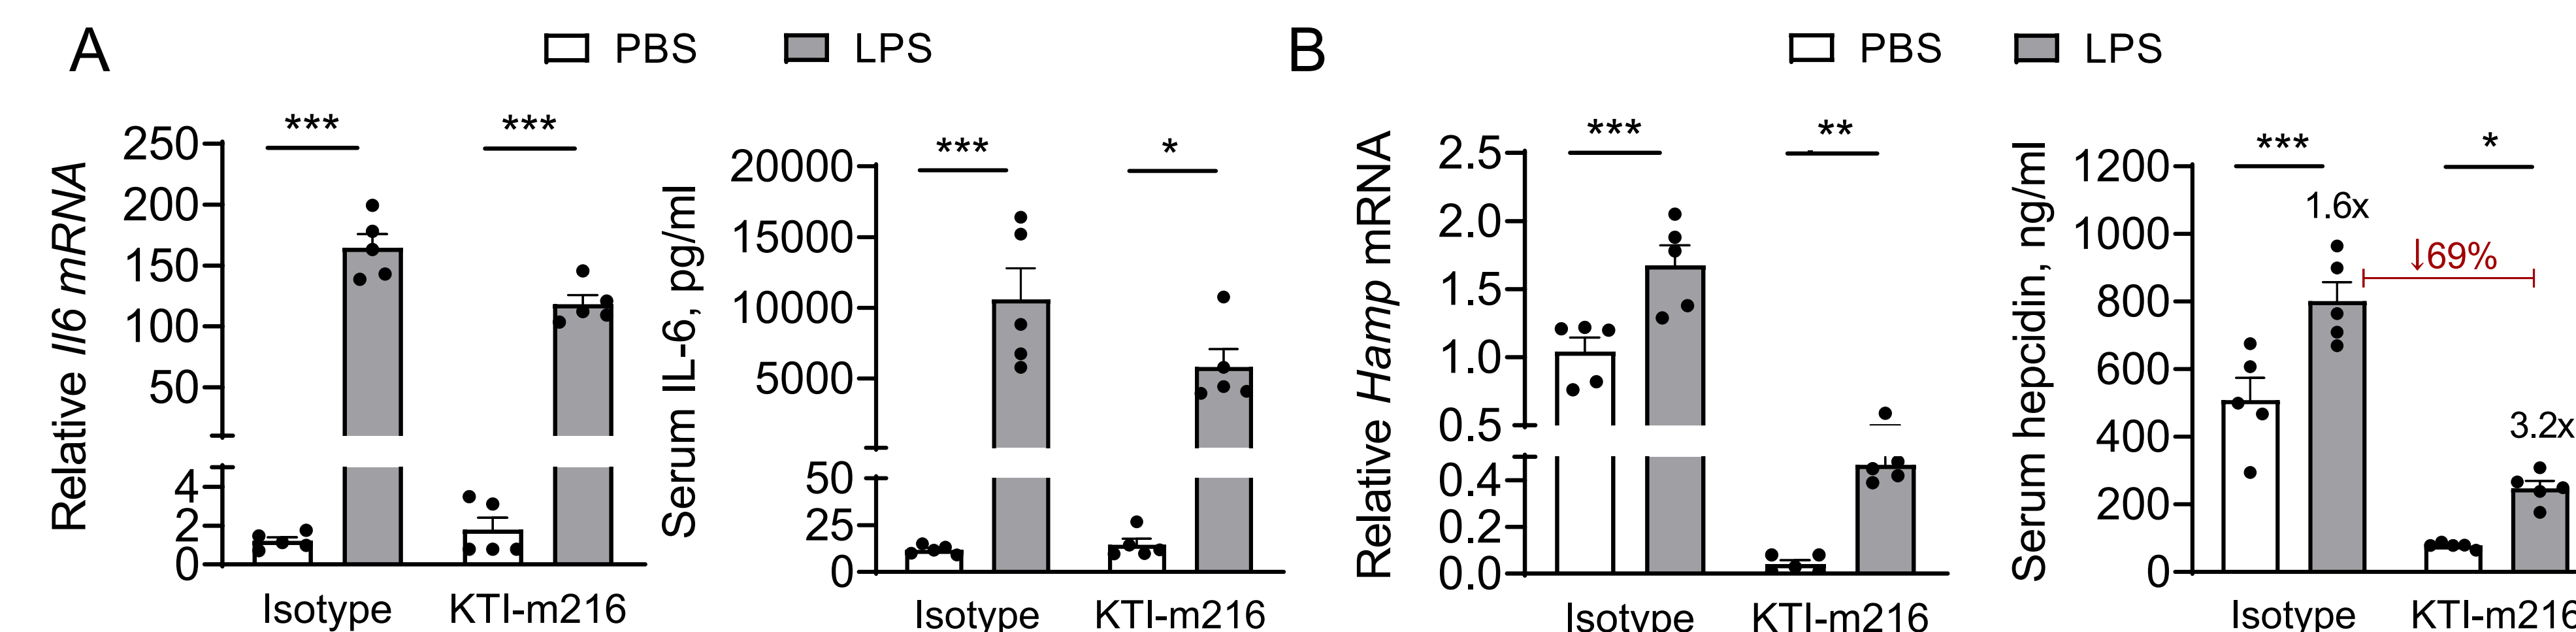 A
PBS
LPS
Relative Il6 mRNA
250
200
150
100
50
4
2
0
***
***
Isotype
KTI-m216
Serum IL-6, pg/ml
20000
15000
10000
5000
50
25
0
***
*
Isotype
KTI-m216
B
PBS
LPS
Relative Hamp mRNA
2.5
2.0
1.5
1.0
0.5
0.4
0.2
0.0
***
**
Isotype
KTI-m216
Serum hepcidin, ng/ml
1200
1000
800
600
400
200
0
***
*
1.6x
↓69%
3.2x
Isotype
KTI-m216